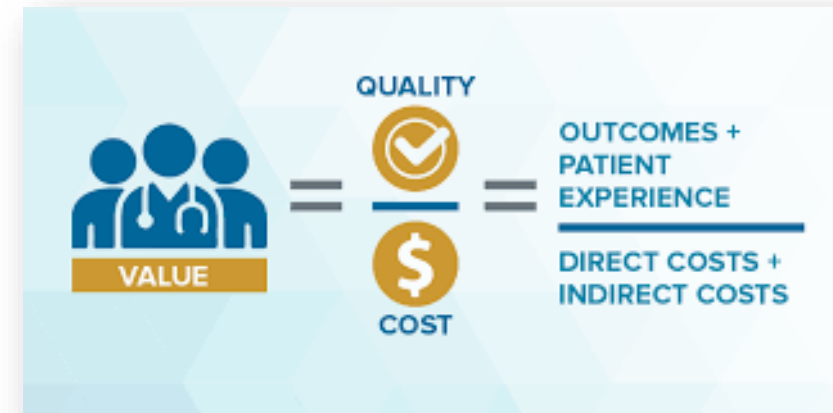 VALUE
=
QUALITY
$
COST
=
OUTCOMES +
PATIENT
EXPERIENCE
DIRECT COSTS +
INDIRECT COSTS